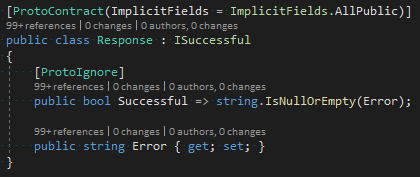 [ProtoContract(ImplicitFields = ImplicitFields.AllPublic)]
99+ references | 0 changes | 0 authors, 0 changes
public class Response : ISuccessful
{
[ProtoIgnore]
99+ references | 0 changes | 0 authors, 0 changes
public bool Successful => string.IsNullOrEmpty(Error);
99+ references | 0 changes | 0 authors, 0 changes
public string Error { get; set; }
}